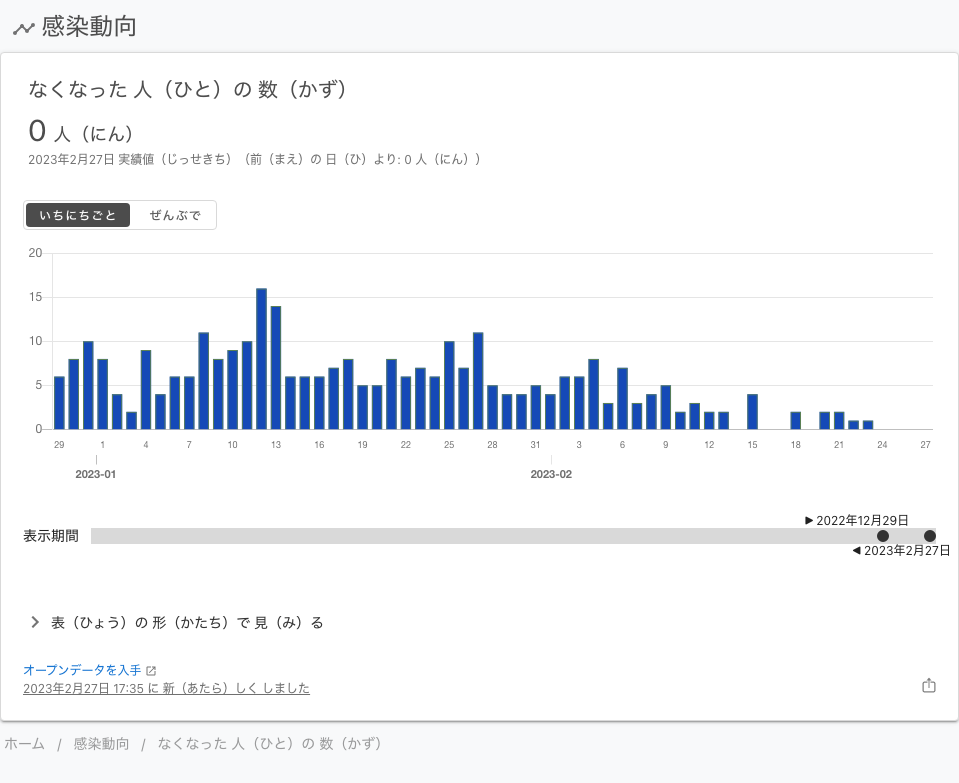 感染動向
なくなった 人（ひと）の 数（かず）
0 人（にん）
2023年2月27日 実績値（じっせきち）（前（まえ）の 日（ひ）より: 0 人（にん））
いちにちごと ぜんぶで
20
15
10
5
0
29 1 4 7 10 13 16 19 22 25 28 31 3 6 9 12 15 18 21 24 27
2023-01 2023-02
2022年12月29日
表示期間
2023年2月27日
表（ひょう）の 形（かたち）で 見（み）る
オープンデータを入手
2023年2月27日 17:35 に 新（あたら）しく しました
ホーム / 感染動向 / なくなった 人（ひと）の 数（かず）